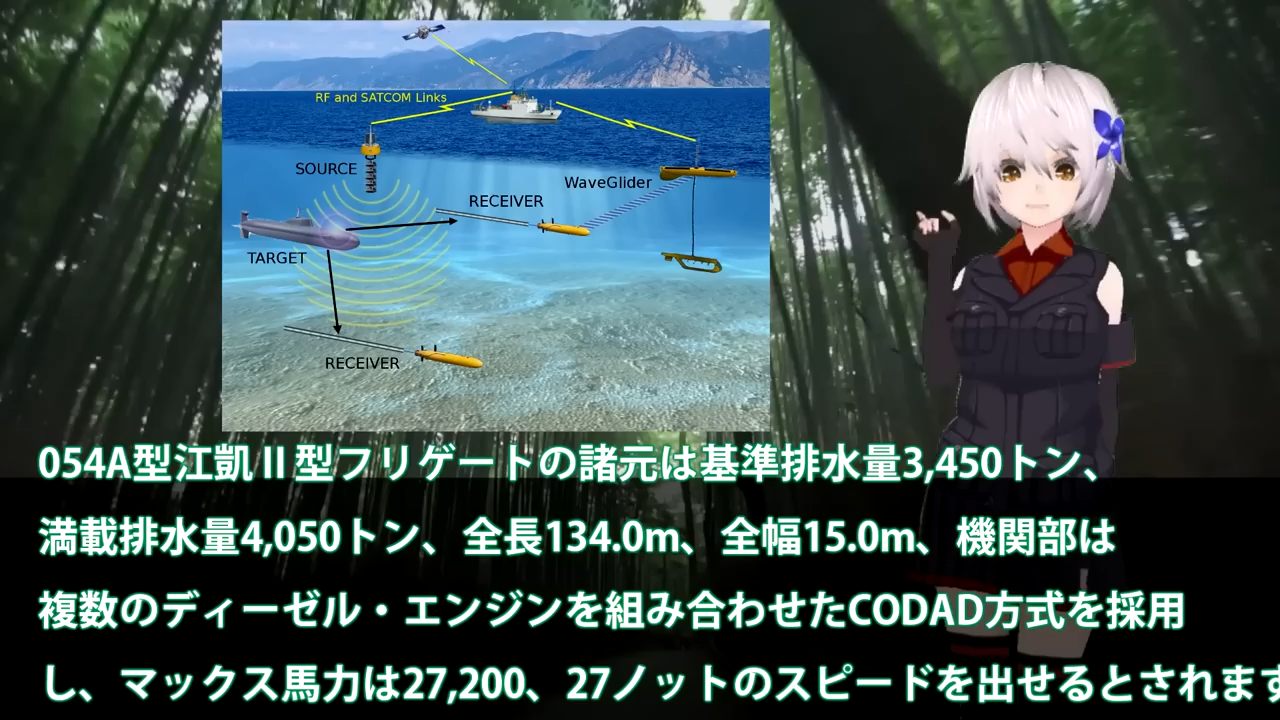 RF and SATCOM Links
SOURCE
WaveGlider
RECEIVER
TARGET
RECEIVER
054A型江凱Ⅱ型フリゲートの諸元は基準排水量3,450トン、
満載排水量4,050トン、全長134.0m、全幅15.0m、機関部は
複数のディーゼル・エンジンを組み合わせたCODAD方式を採用
し、マックス馬力は27,200、27ノットのスピードを出せるとされます